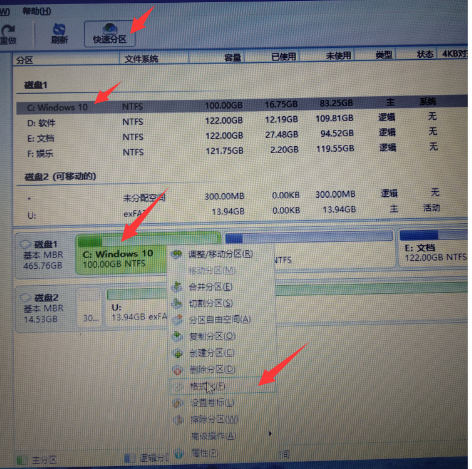 W) 帮助(H)
重做 刷新 快速分区
分区 文件系统 容量 已使用 未使用 类型 状态 4KB对
磁盘1
C: Windows 10 NTFS 100.00GB 16.75GB 83.25GB 主 系统
D: 软件 NTFS 122.00GB 12.19GB 109.81GB 逻辑 无
E: 文档 NTFS 122.00GB 27.48GB 94.52GB 逻辑 无
F: 娱乐 NTFS 121.75GB 2.20GB 119.55GB 逻辑 无
磁盘2 (可移动的)
* 未分配空间 300.00MB 0.00KB 300.00MB 逻辑 无
U: exFA 13.94GB 0.00KB 13.94GB 主 活动
磁盘1
基本 MBR
465.76GB
C: Windows 10
100.00GB NTFS
NTFS
E: 文档
122.00GB NTFS
磁盘2
基本 MBR
14.53GB
30...
U:
13.94GB exFA
调整/移动分区(R)
移动分区(M)
合并分区(E)
切割分区(S)
分区自由空间(A)
复制分区(O)
创建分区(C)
删除分区(D)
格式(F)
设置卷标(L)
擦除分区(W)
高级操作(A)
属性(P)
主分区 逻辑分 间